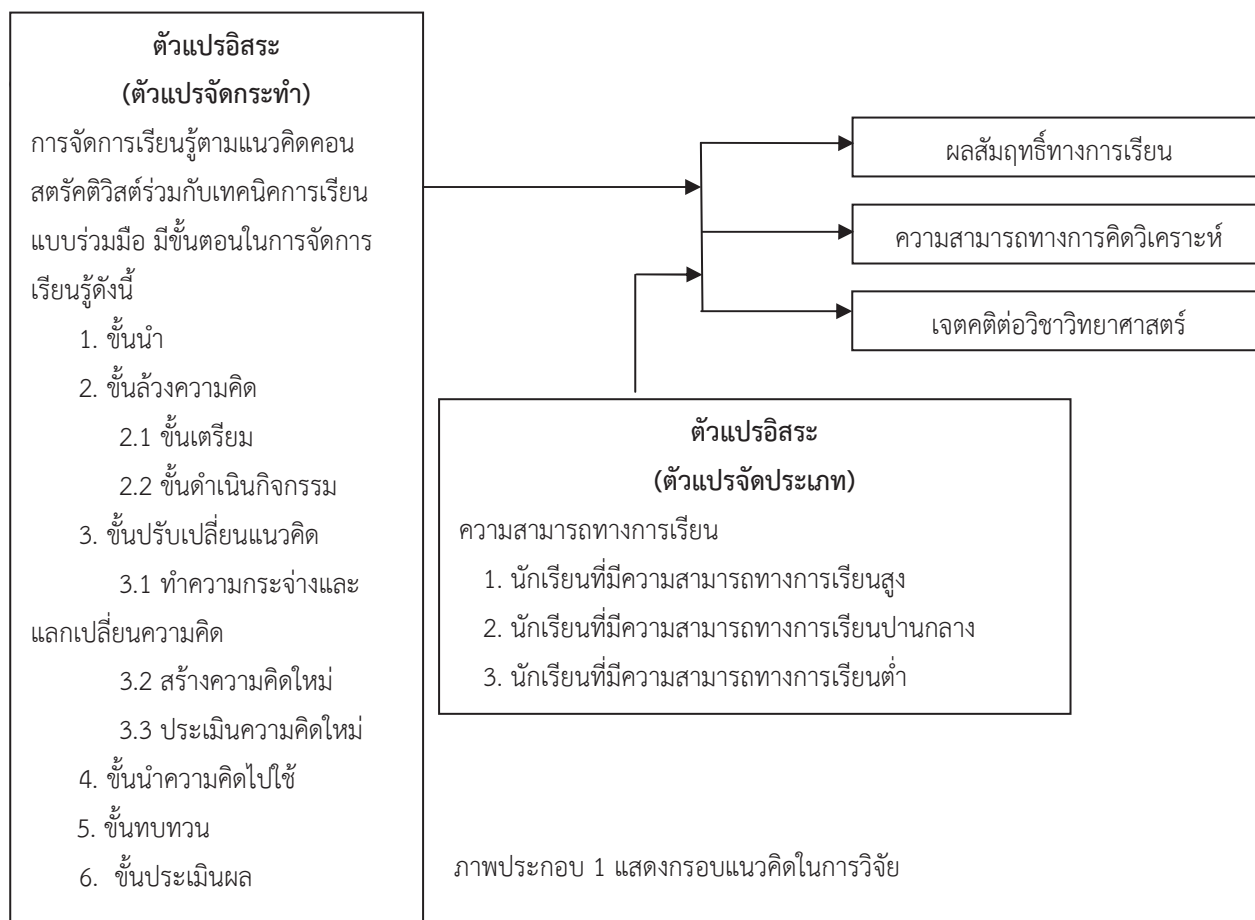 ตัวแปรอิสระ
(ตัวแปรจัดกระทำ)
การจัดการเรียนรู้ตามแนวคิดคอน
สตรัคติวิสต์ร่วมกับเทคนิคการเรียน
แบบร่วมมือ มีขั้นตอนในการจัดการ
เรียนรู้ดังนี้
1. ขั้นนำ
2. ขั้นล้วงความคิด
2.1 ขั้นเตรียม
2.2 ขั้นดำเนินกิจกรรม
3. ขั้นปรับเปลี่ยนแนวคิด
3.1 ทำความกระจ่างและ
แลกเปลี่ยนความคิด
3.2 สร้างความคิดใหม่
3.3 ประเมินความคิดใหม่
4. ขั้นนำความคิดไปใช้
5. ขั้นทบทวน
6. ขั้นประเมินผล
ผลสัมฤทธิ์ทางการเรียน
ความสามารถทางการคิดวิเคราะห์
เจตคติต่อวิชาวิทยาศาสตร์
ตัวแปรอิสระ
(ตัวแปรจัดประเภท)
ความสามารถทางการเรียน
1. นักเรียนที่มีความสามารถทางการเรียนสูง
2. นักเรียนที่มีความสามารถทางการเรียนปานกลาง
3. นักเรียนที่มีความสามารถทางการเรียนต่ำ
ภาพประกอบ 1 แสดงกรอบแนวคิดในการวิจัย